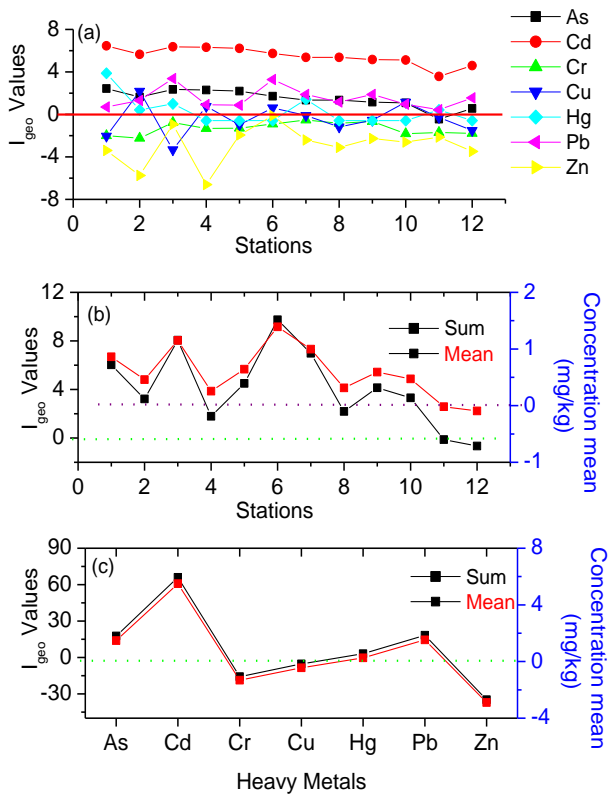 (a)
I geo Values
8
4
0
-4
-8
0 2 4 6 8 10 12
Stations
As
Cd
Cr
Cu
Hg
Pb
Zn
(b)
I geo Values
12
8
4
0
Sum
Mean
2
1
0
-1
Concentration mean
(mg/kg)
0 2 4 6 8 10 12
Stations
(c)
I geo Values
90
60
30
0
-30
Sum
Mean
8
4
0
-4
Concentration mean
(mg/kg)
As Cd Cr Cu Hg Pb Zn
Heavy Metals